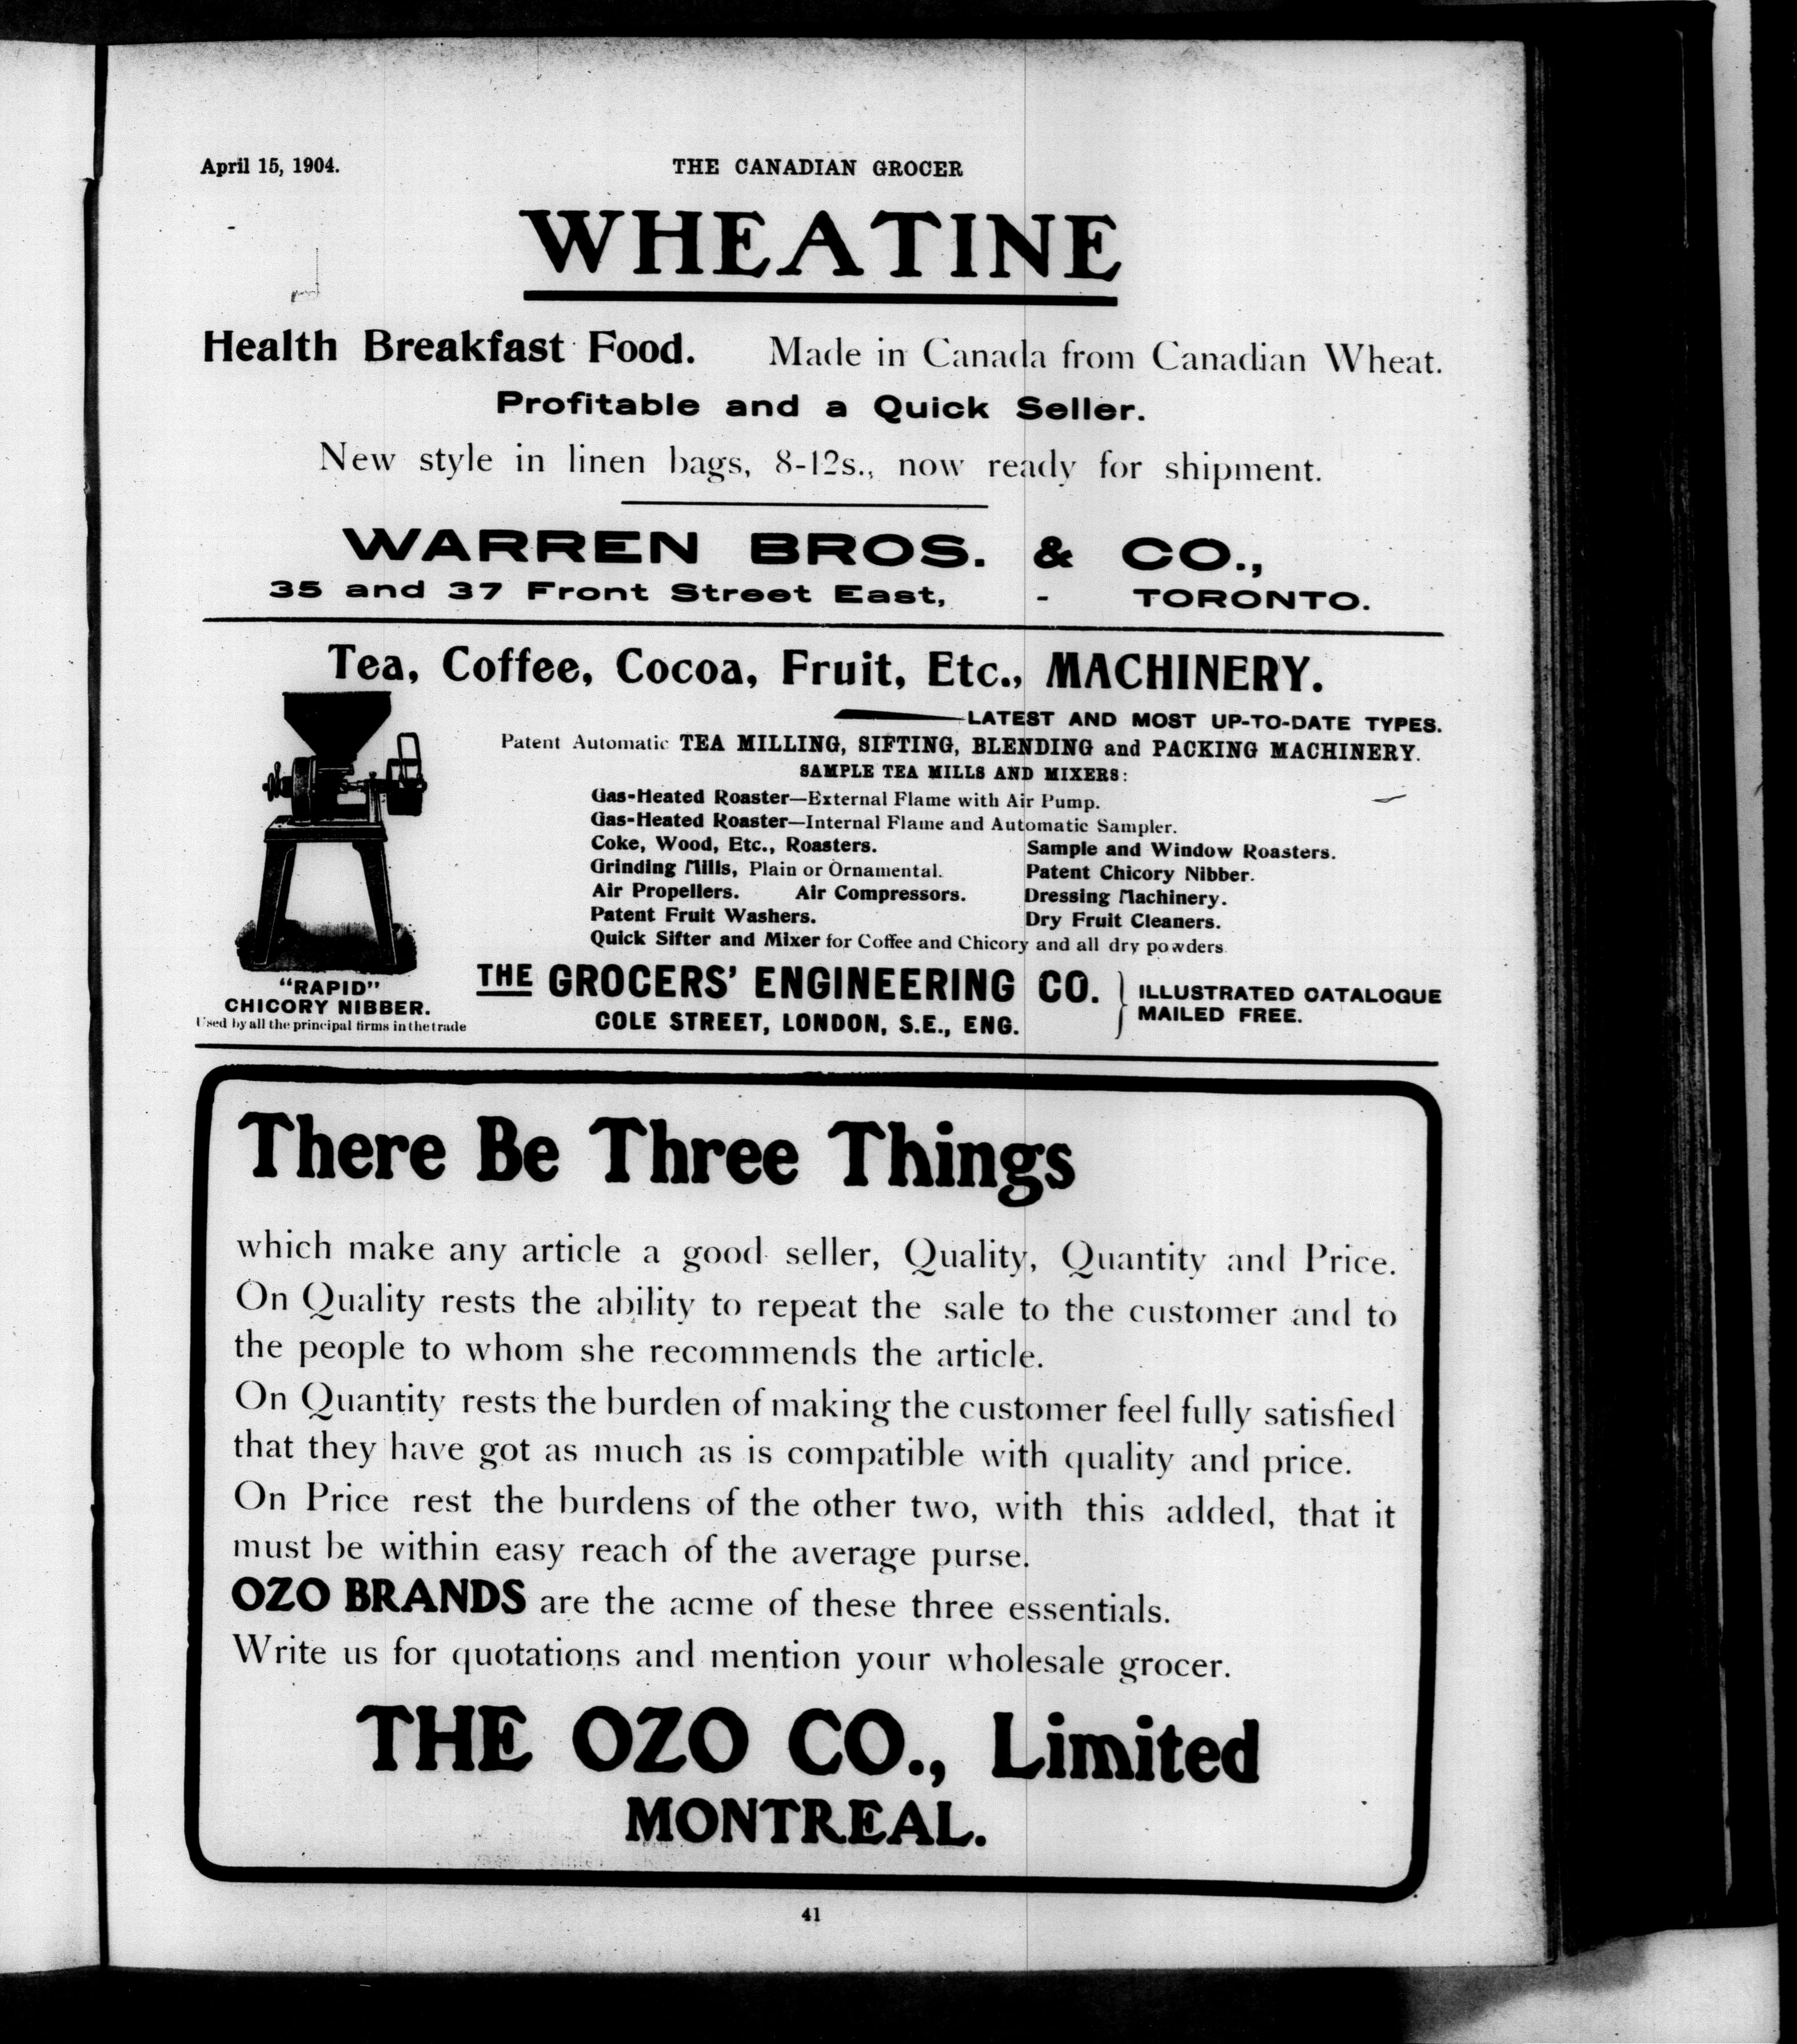 April 15, 1904.
THE CANADIAN GROCER
WHEATINE
Health Breakfast Food. Made in Canada from Canadian Wheat.
Profitable and a Quick Seller.
New style in linen bags, 8-12s., now ready for shipment.
WARREN BROS. & CO.,
35 and 37 Front Street East, - TORONTO.
Tea, Coffee, Cocoa, Fruit, Etc., MACHINERY.
LATEST AND MOST UP-TO-DATE TYPES.
Patent Automatic TEA MILLING, SIFTING, BLENDING and PACKING MACHINERY.
SAMPLE TEA MILLS AND MIXERS:
Gas-Heated Roaster—External Flame with Air Pump.
Gas-Heated Roaster—Internal Flame and Automatic Sampler.
Coke, Wood, Etc., Roasters. Sample and Window Roasters.
Grinding Mills, Plain or Ornamental. Patent Chicory Nibber.
Air Propellers. Air Compressors. Dressing Machinery.
Patent Fruit Washers. Dry Fruit Cleaners.
Quick Sifter and Mixer for Coffee and Chicory and all dry powders
"RAPID"
CHICORY NIBBER.
Used by all the principal firms in the trade
THE GROCERS' ENGINEERING CO.
COLE STREET, LONDON, S.E., ENG.
ILLUSTRATED CATALOGUE
MAILED FREE.
There Be Three Things
which make any article a good seller, Quality, Quantity and Price.
On Quality rests the ability to repeat the sale to the customer and to
the people to whom she recommends the article.
On Quantity rests the burden of making the customer feel fully satisfied
that they have got as much as is compatible with quality and price.
On Price rest the burdens of the other two, with this added, that it
must be within easy reach of the average purse.
OZO BRANDS are the acme of these three essentials.
Write us for quotations and mention your wholesale grocer.
THE OZO CO., Limited
MONTREAL.
41